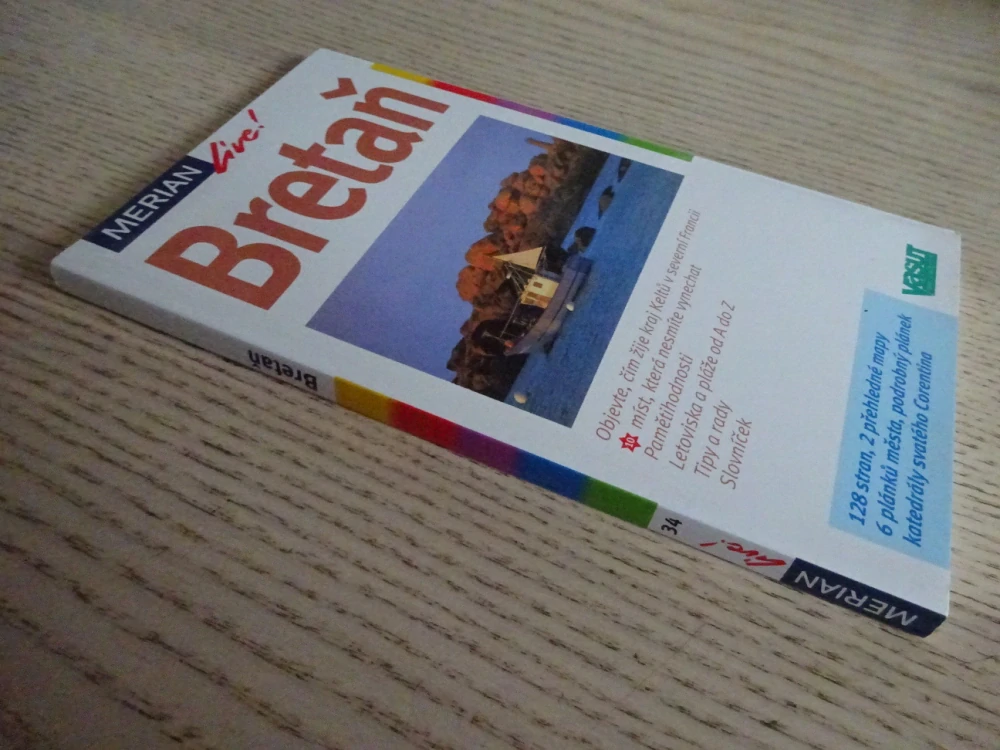 MERIAN live!
Bretaň
Objevte, čím žije kraj Keltů v severní Francii
10 míst, která nesmíte vynechat
Pamětihodnosti
Letoviska a pláže od A do Z
Tipy a rady
Slovníček
VAŠUT
128 stran, 2 přehledné mapy
6 plánků města, podrobný plánek
katedrály svatého Corentina
Bretaň
34
live!
MERIAN